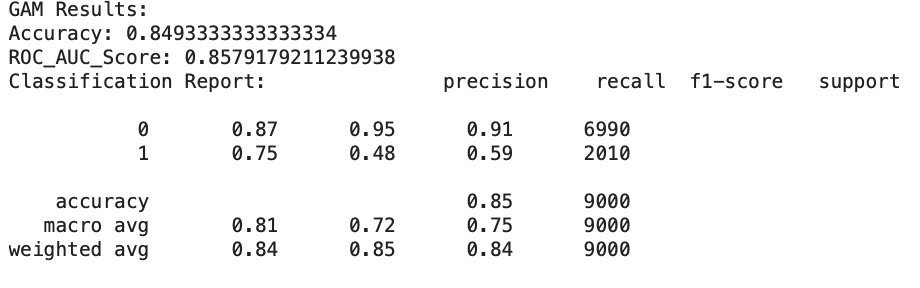 GAM Results:
Accuracy: 0.8493333333333334
ROC_AUC_Score: 0.8579179211239938
Classification Report:               precision    recall  f1-score   support

           0       0.87      0.95      0.91      6990
           1       0.75      0.48      0.59      2010

    accuracy                           0.85      9000
   macro avg       0.81      0.72      0.75      9000
weighted avg       0.84      0.85      0.84      9000